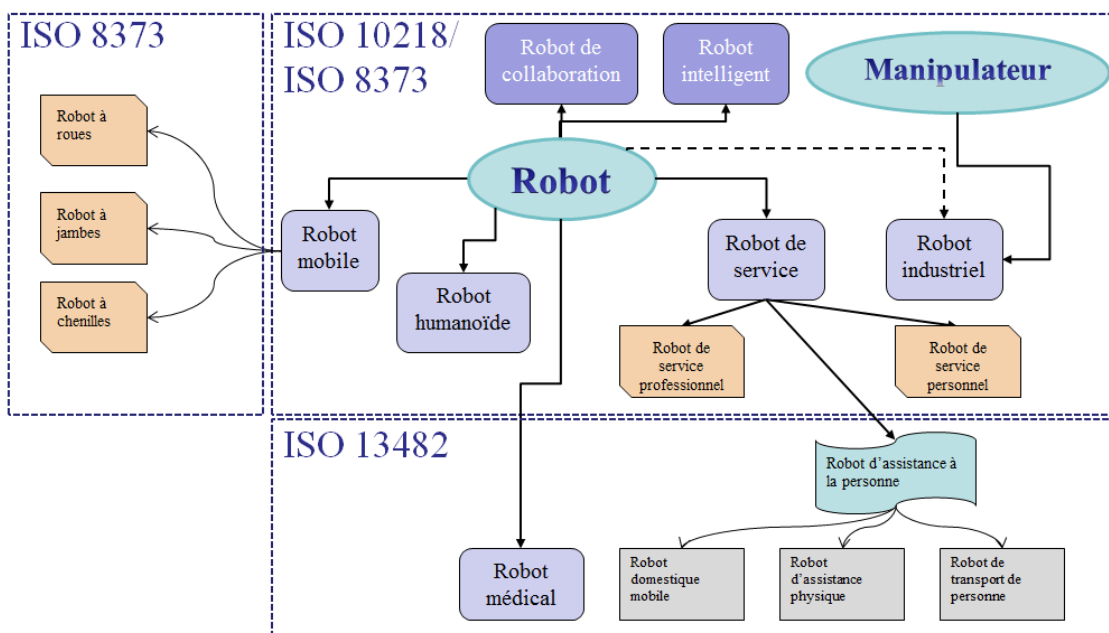 ISO 8373
ISO 10218/
ISO 8373
Robot de
collaboration
Robot
intelligent
Manipulateur
Robot à
roues
Robot à
jambes
Robot à
chenilles
Robot
Robot
mobile
Robot
humanoïde
Robot de
service
Robot
industriel
Robot de
service
professionnel
Robot de
service
personnel
ISO 13482
Robot d'assistance à
la personne
Robot
médical
Robot
domestique
mobile
Robot
d'assistance
physique
Robot de
transport de
personne